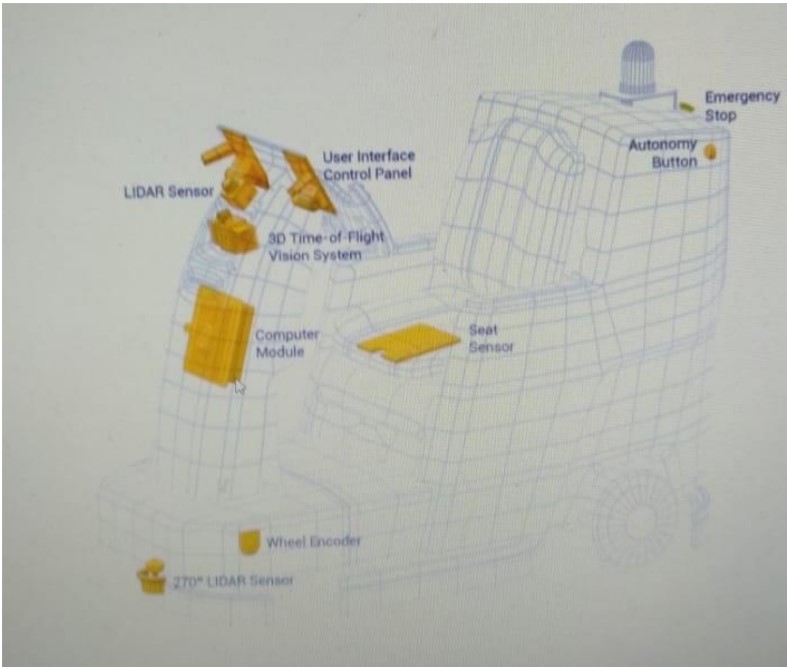 Emergency
Stop
Autonomy
Button
User Interface
Control Panel
LIDAR Sensor
3D Time-of-Flight
Vision System
Computer
Module
Seat
Sensor
Wheel Encoder
270° LIDAR Sensor